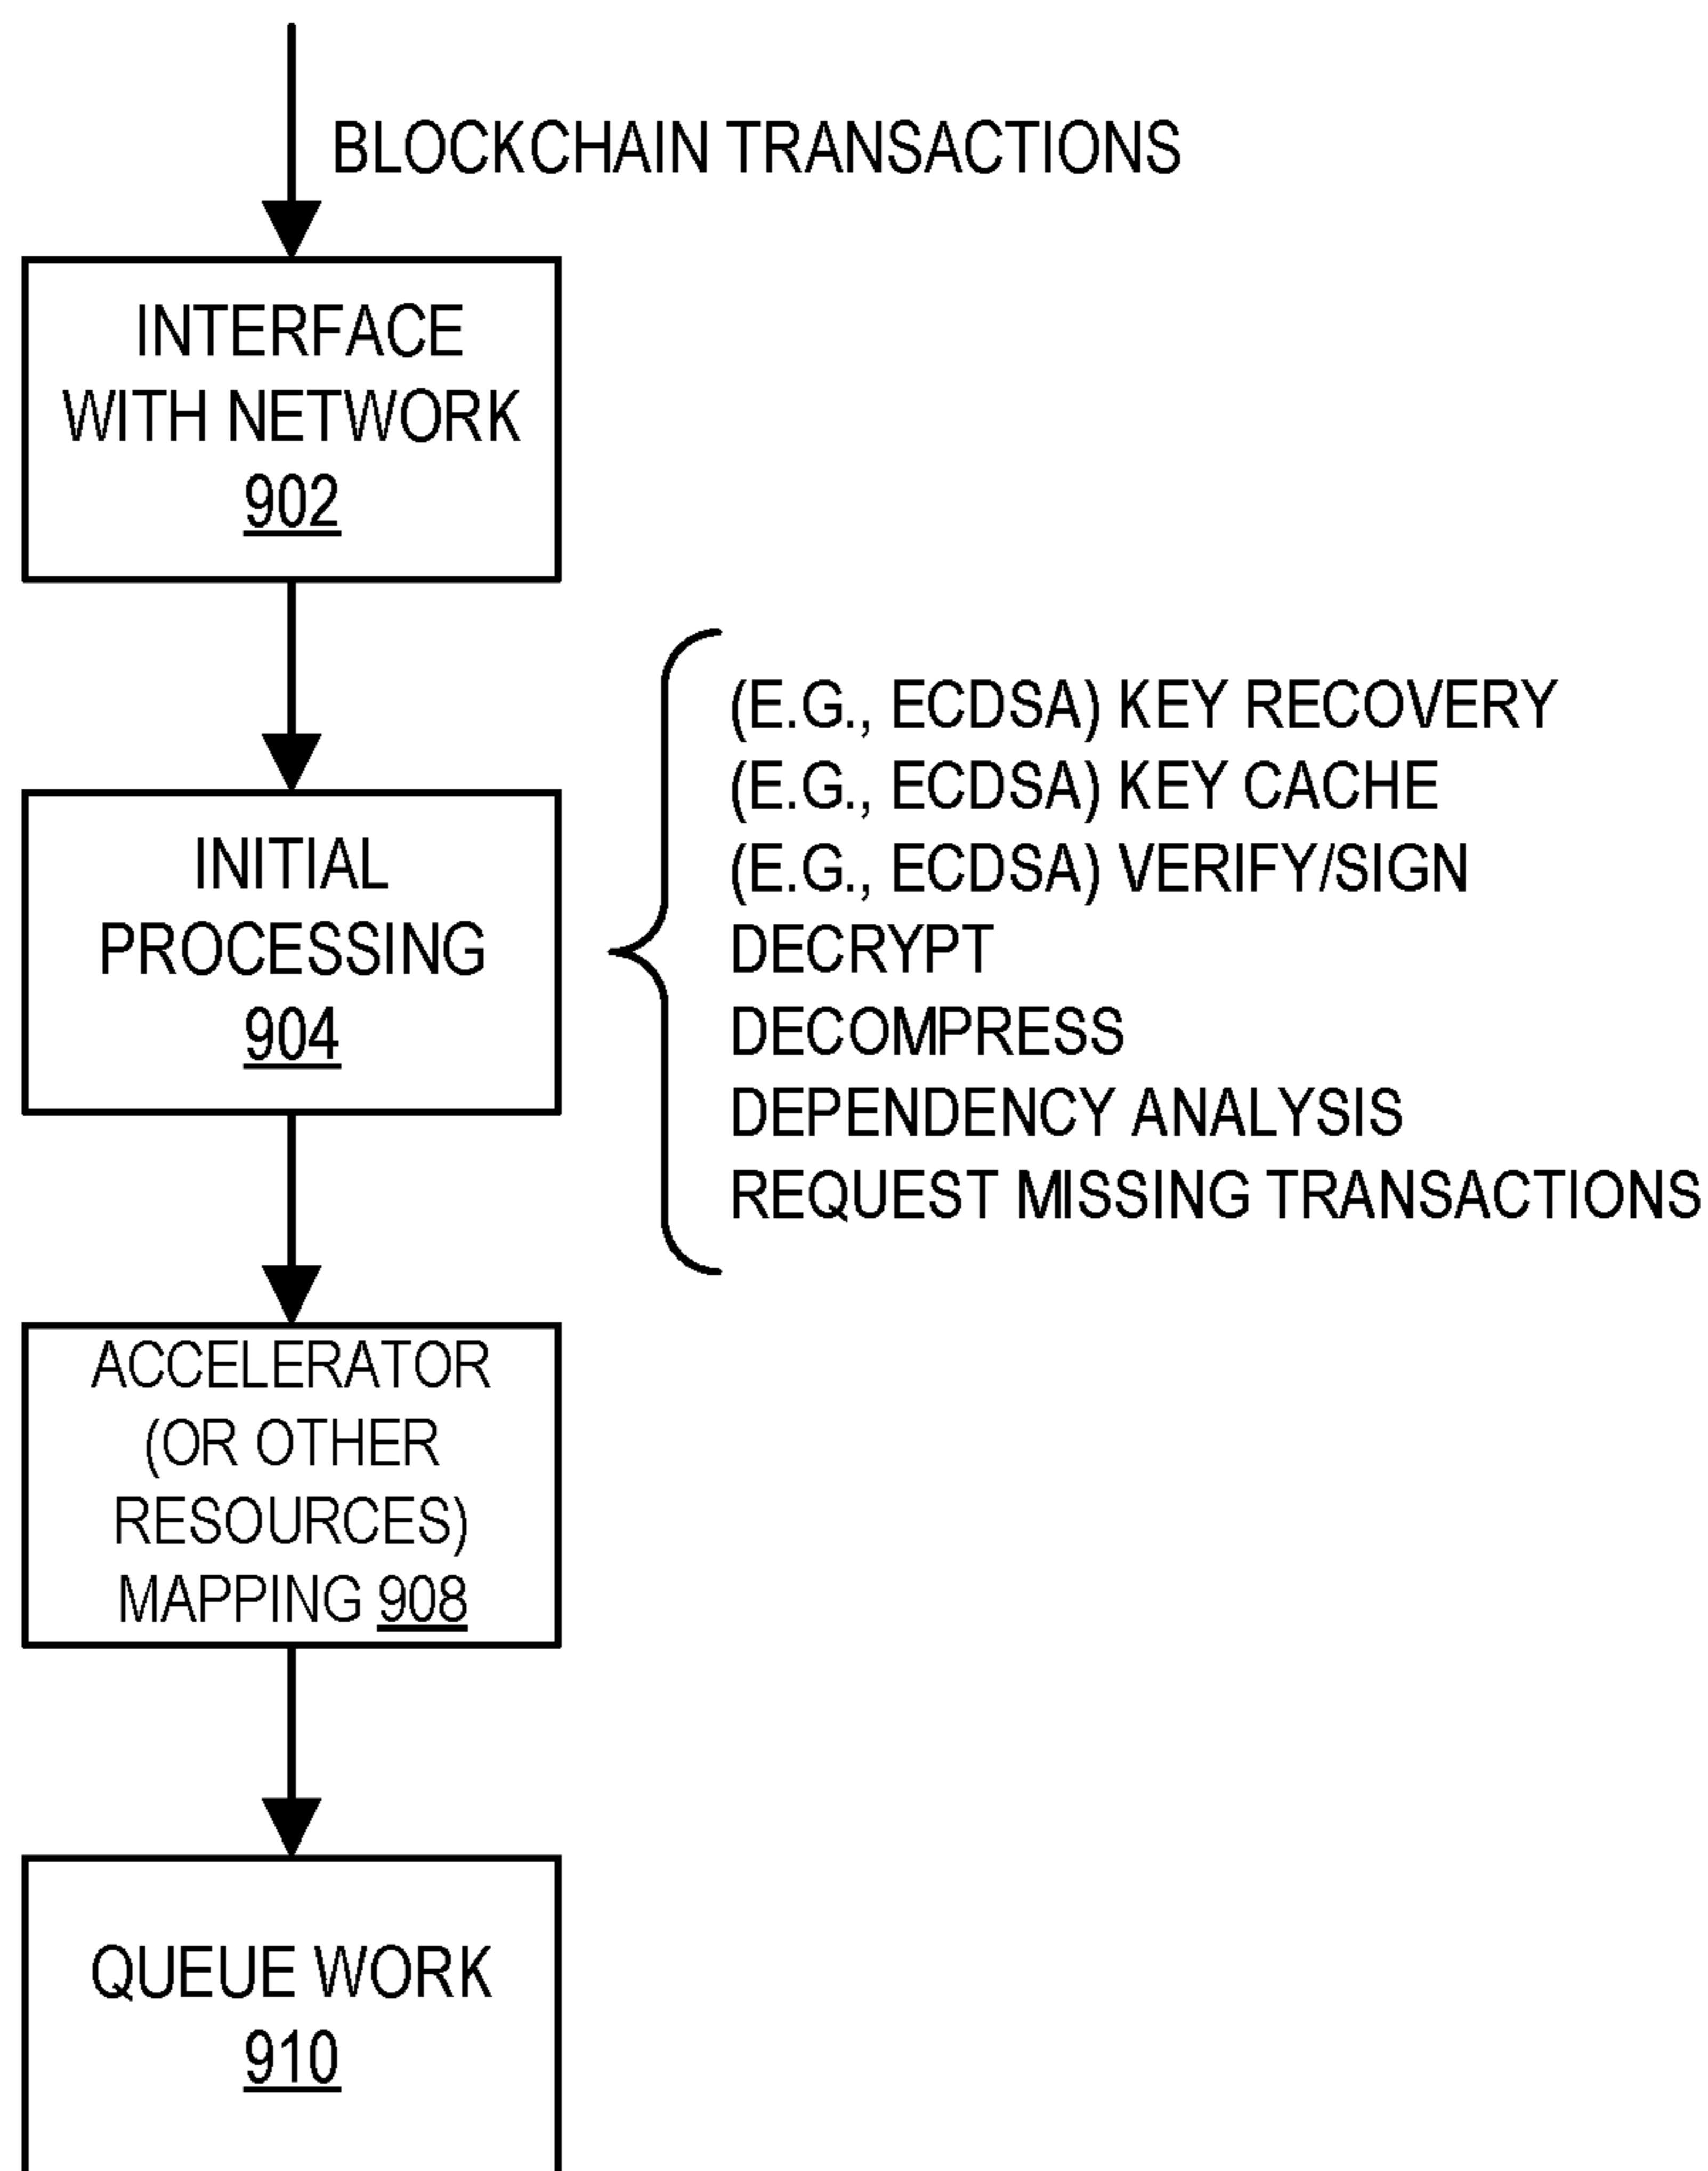 BLOCKCHAIN TRANSACTIONS
INTERFACE
WITH NETWORK
902
INITIAL
PROCESSING
904
(E.G., ECDSA) KEY RECOVERY
(E.G., ECDSA) KEY CACHE
(E.G., ECDSA) VERIFY/SIGN
DECRYPT
DECOMPRESS
DEPENDENCY ANALYSIS
REQUEST MISSING TRANSACTIONS
ACCELERATOR
(OR OTHER
RESOURCES)
MAPPING 908
QUEUE WORK
910